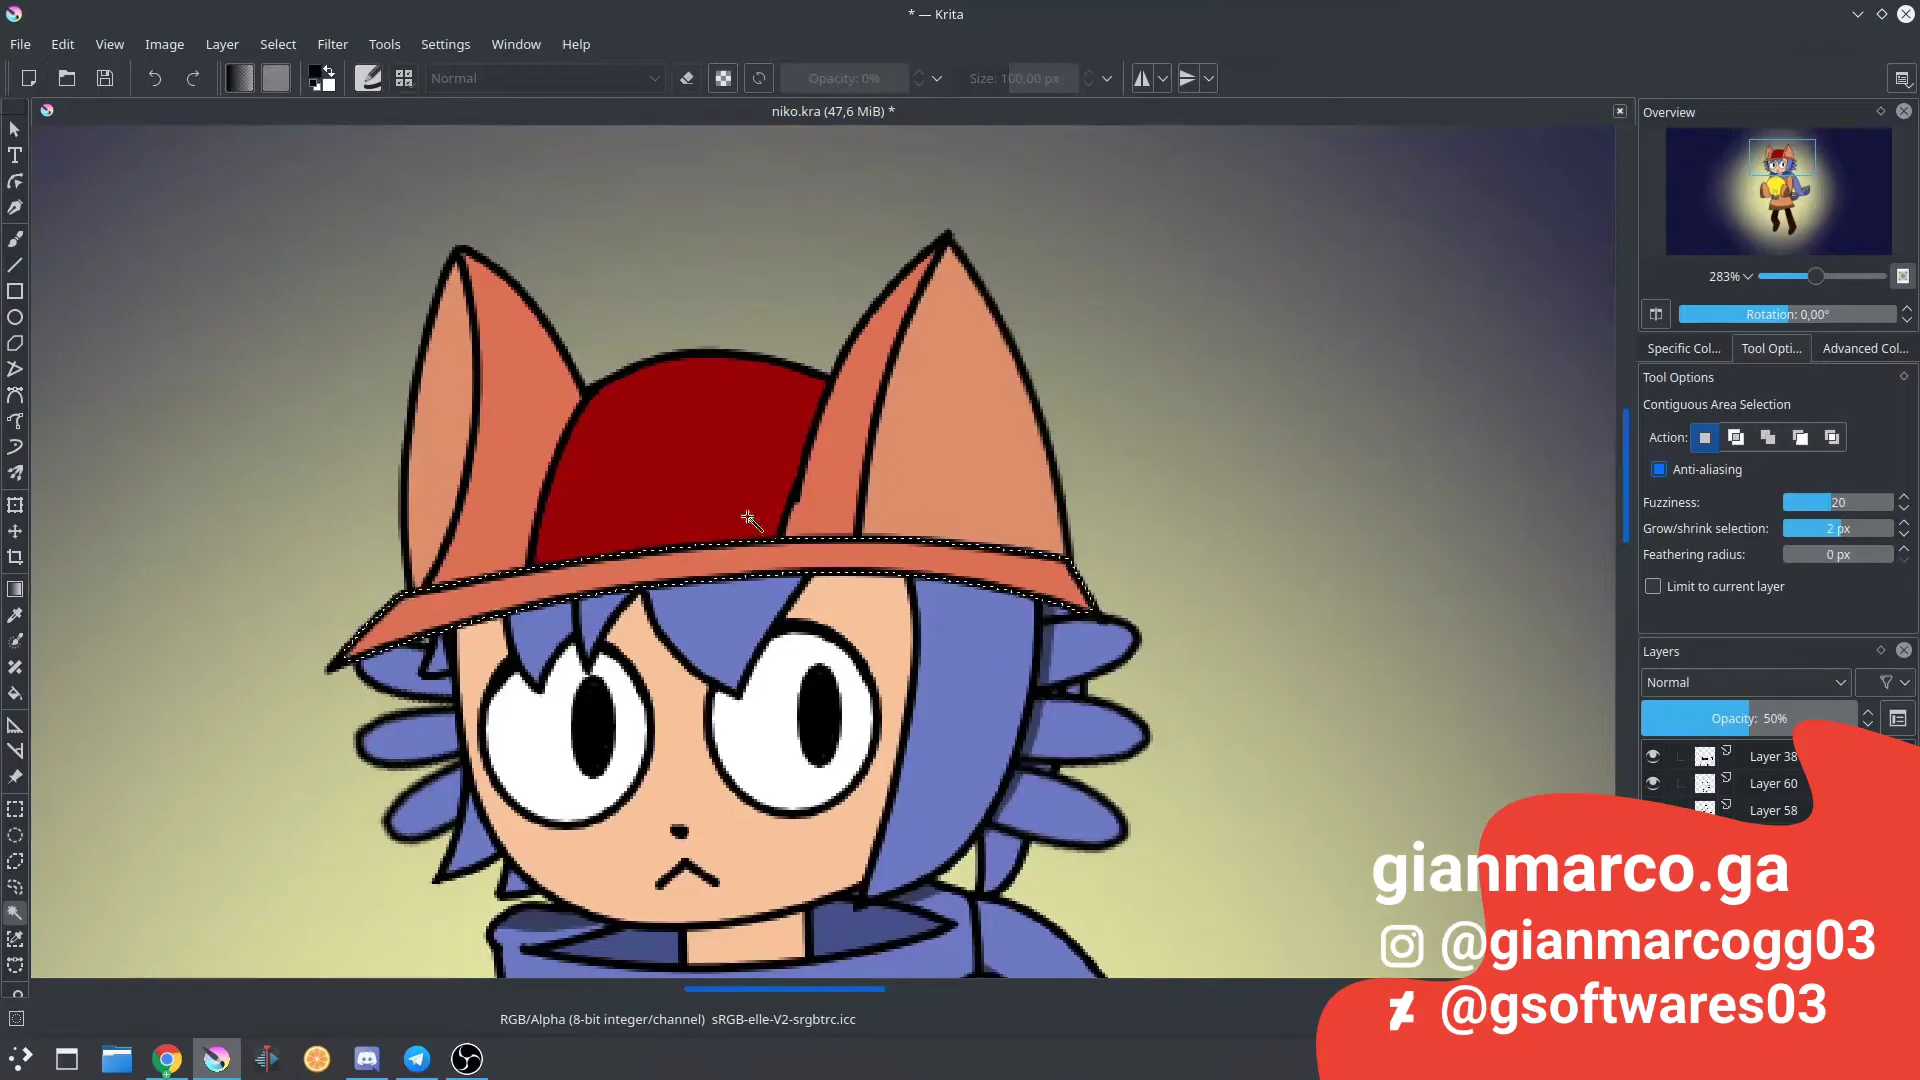 * — Krita
File Edit View Image Layer Select Filter Tools Settings Window Help
Normal Opacity: 0% Size: 100,00 px
niko.kra (47,6 MiB) *
Overview
283%
Rotation: 0,00°
Specific Col... Tool Opti... Advanced Col...
Tool Options
Contiguous Area Selection
Action:
Anti-aliasing
Fuzziness: 20
Grow/shrink selection: 2 px
Feathering radius: 0 px
Limit to current layer
Layers
Normal
Opacity: 50%
Layer 38
Layer 60
Layer 58
gianmarco.ga
@gianmarcogg03
@gsoftwares03
RGB/Alpha (8-bit integer/channel) sRGB-elle-V2-srgbtrc.icc